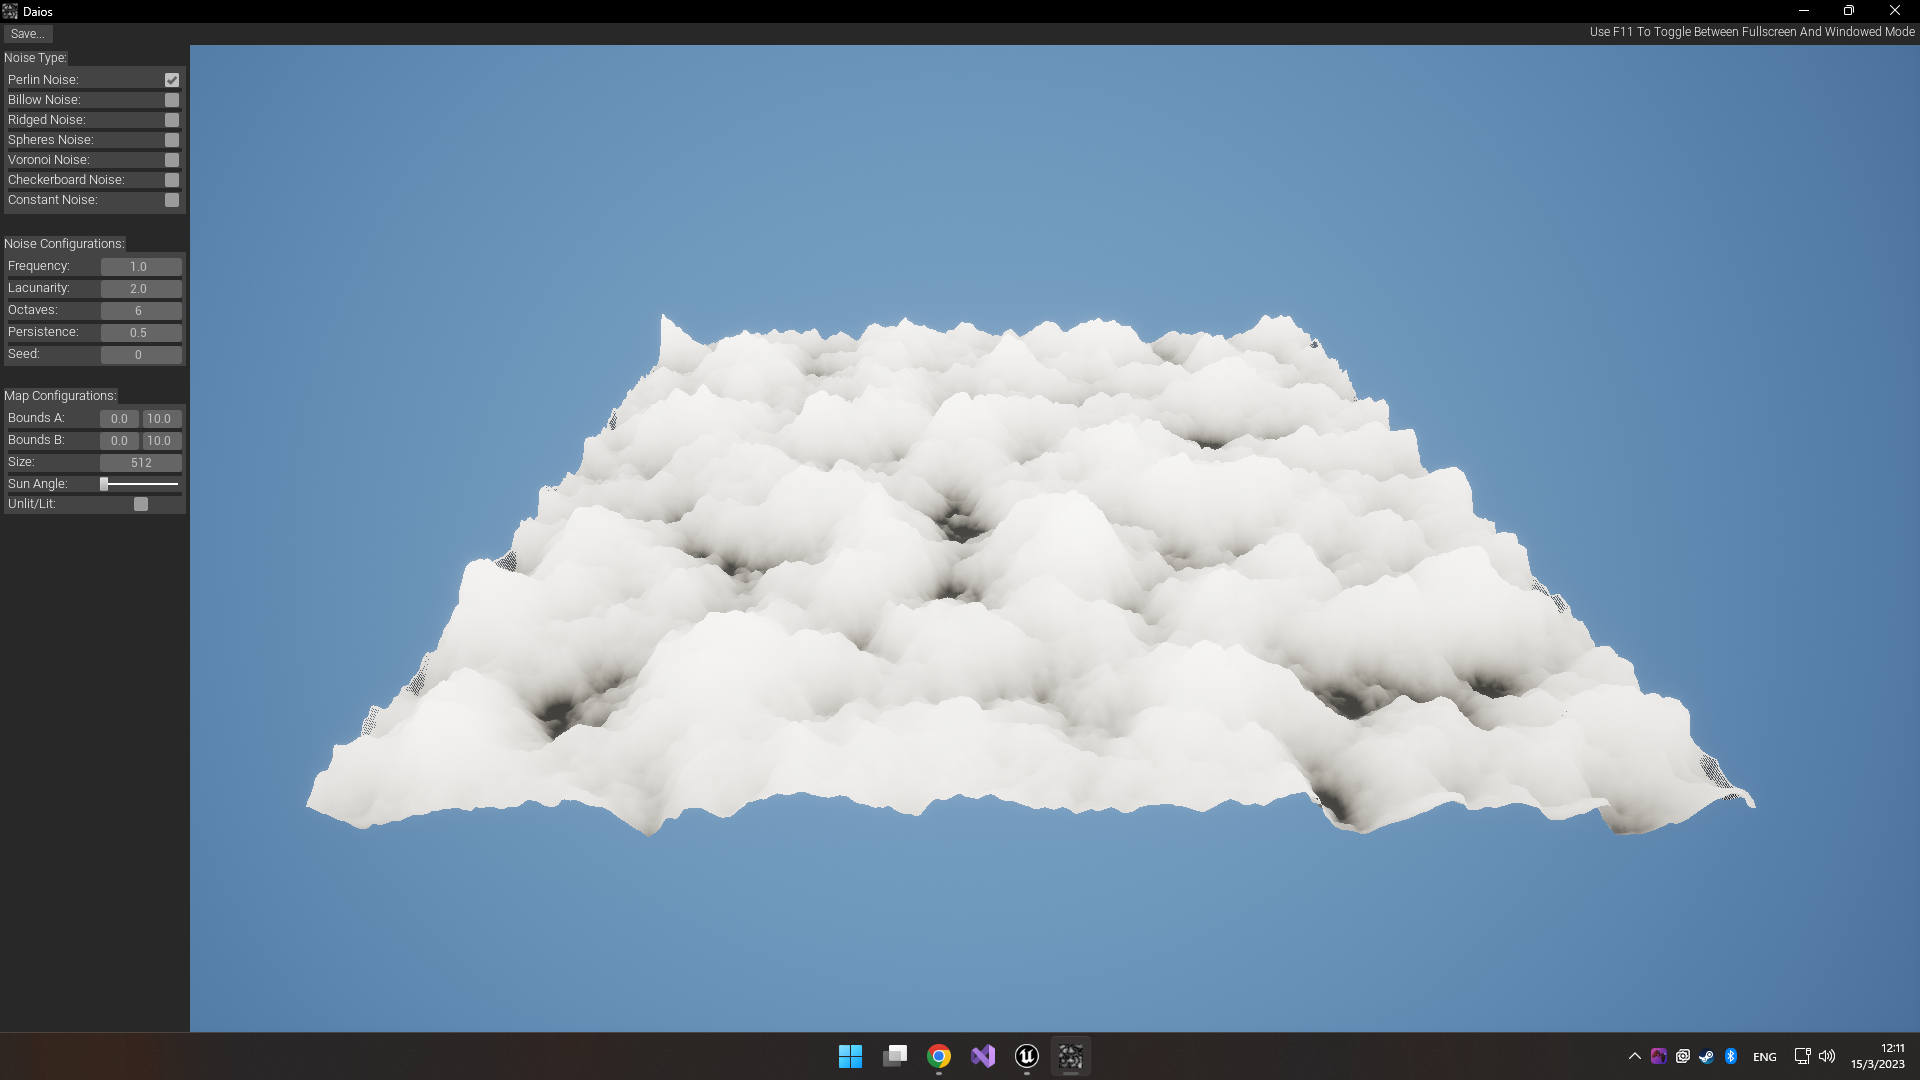 Daios
Save...
Use F11 To Toggle Between Fullscreen And Windowed Mode
Noise Type:
Perlin Noise:
Billow Noise:
Ridged Noise:
Spheres Noise:
Voronoi Noise:
Checkerboard Noise:
Constant Noise:
Noise Configurations:
Frequency: 1.0
Lacunarity: 2.0
Octaves: 6
Persistence: 0.5
Seed: 0
Map Configurations:
Bounds A: 0.0 10.0
Bounds B: 0.0 10.0
Size: 512
Sun Angle:
Unlit/Lit:
ENG
12:11
15/3/2023